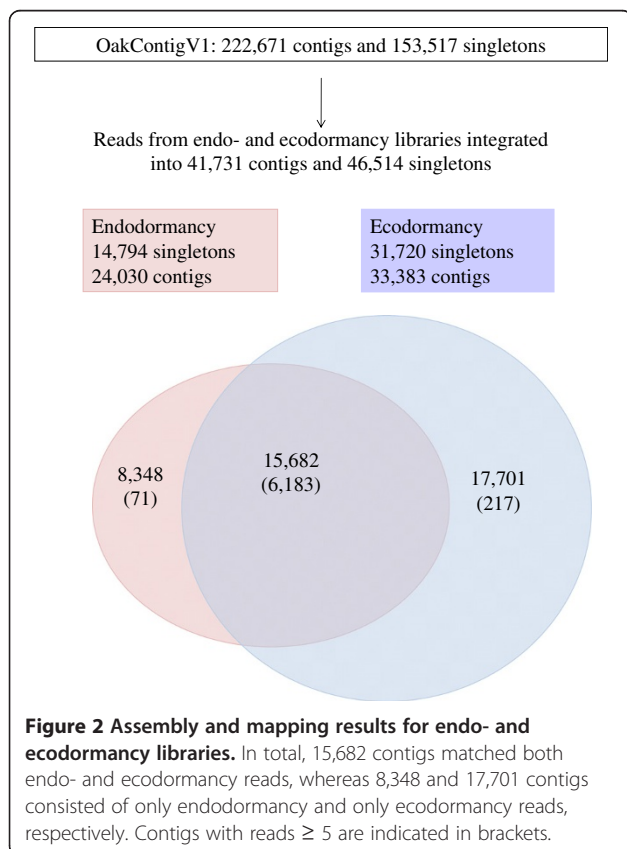 OakContigV1: 222,671 contigs and 153,517 singletons
Reads from endo- and ecodormancy libraries integrated
into 41,731 contigs and 46,514 singletons
Endodormancy
14,794 singletons
24,030 contigs
Ecodormancy
31,720 singletons
33,383 contigs
8,348
(71)
15,682
(6,183)
17,701
(217)
Figure 2 Assembly and mapping results for endo- and
ecodormancy libraries. In total, 15,682 contigs matched both
endo- and ecodormancy reads, whereas 8,348 and 17,701 contigs
consisted of only endodormancy and only ecodormancy reads,
respectively. Contigs with reads ≥ 5 are indicated in brackets.